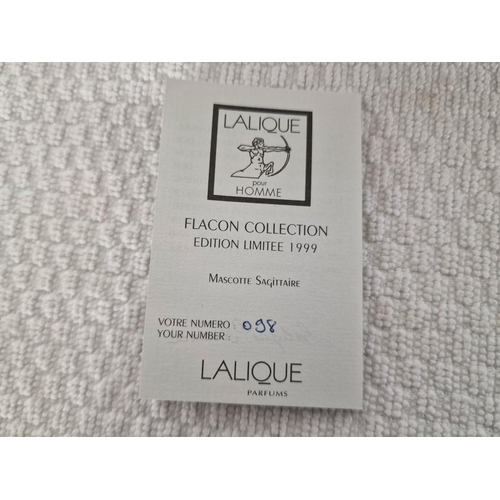 LALIQUE
pour
HOMME
FLACON COLLECTION
EDITION LIMITEE 1999
MASCOTTE SAGITTAIRE
VOTRE NUMERO : 098
YOUR NUMBER :
LALIQUE
PARFUMS